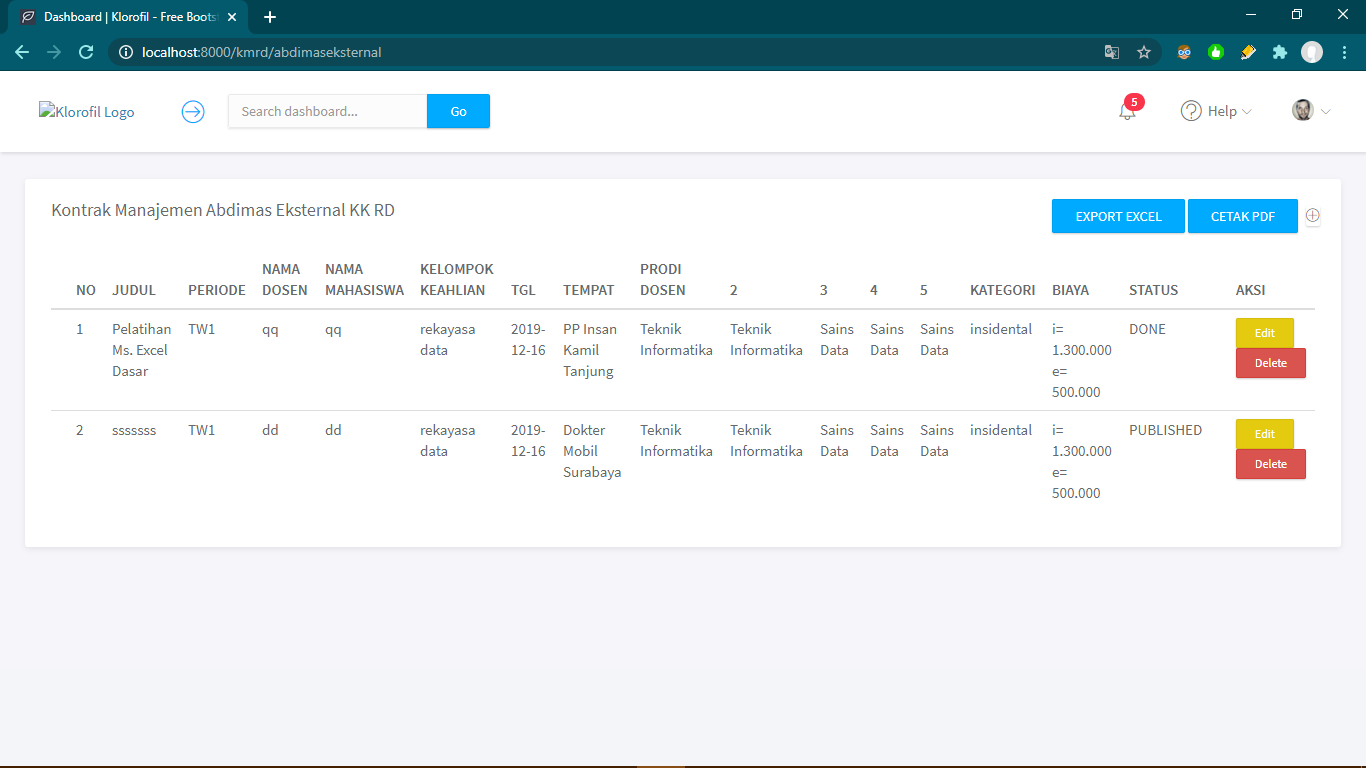 Dashboard | Klorofil - Free Boots
localhost:8000/kmrd/abdimaseksternal
Klorofil Logo
Search dashboard...
Go
5
Help
Kontrak Manajemen Abdimas Eksternal KK RD
EXPORT EXCEL
CETAK PDF
NO JUDUL PERIODE NAMA DOSEN NAMA MAHASISWA KELOMPOK KEAHLIAN TGL TEMPAT PRODI DOSEN 2 3 4 5 KATEGORI BIAYA STATUS AKSI
1 Pelatihan Ms. Excel Dasar TW1 qq qq rekayasa data 2019-12-16 PP Insan Kamil Tanjung Teknik Informatika Teknik Informatika Sains Data Sains Data Sains Data insidental i= 1.300.000 e= 500.000 DONE Edit Delete
2 sssssss TW1 dd dd rekayasa data 2019-12-16 Dokter Mobil Surabaya Teknik Informatika Teknik Informatika Sains Data Sains Data Sains Data insidental i= 1.300.000 e= 500.000 PUBLISHED Edit Delete